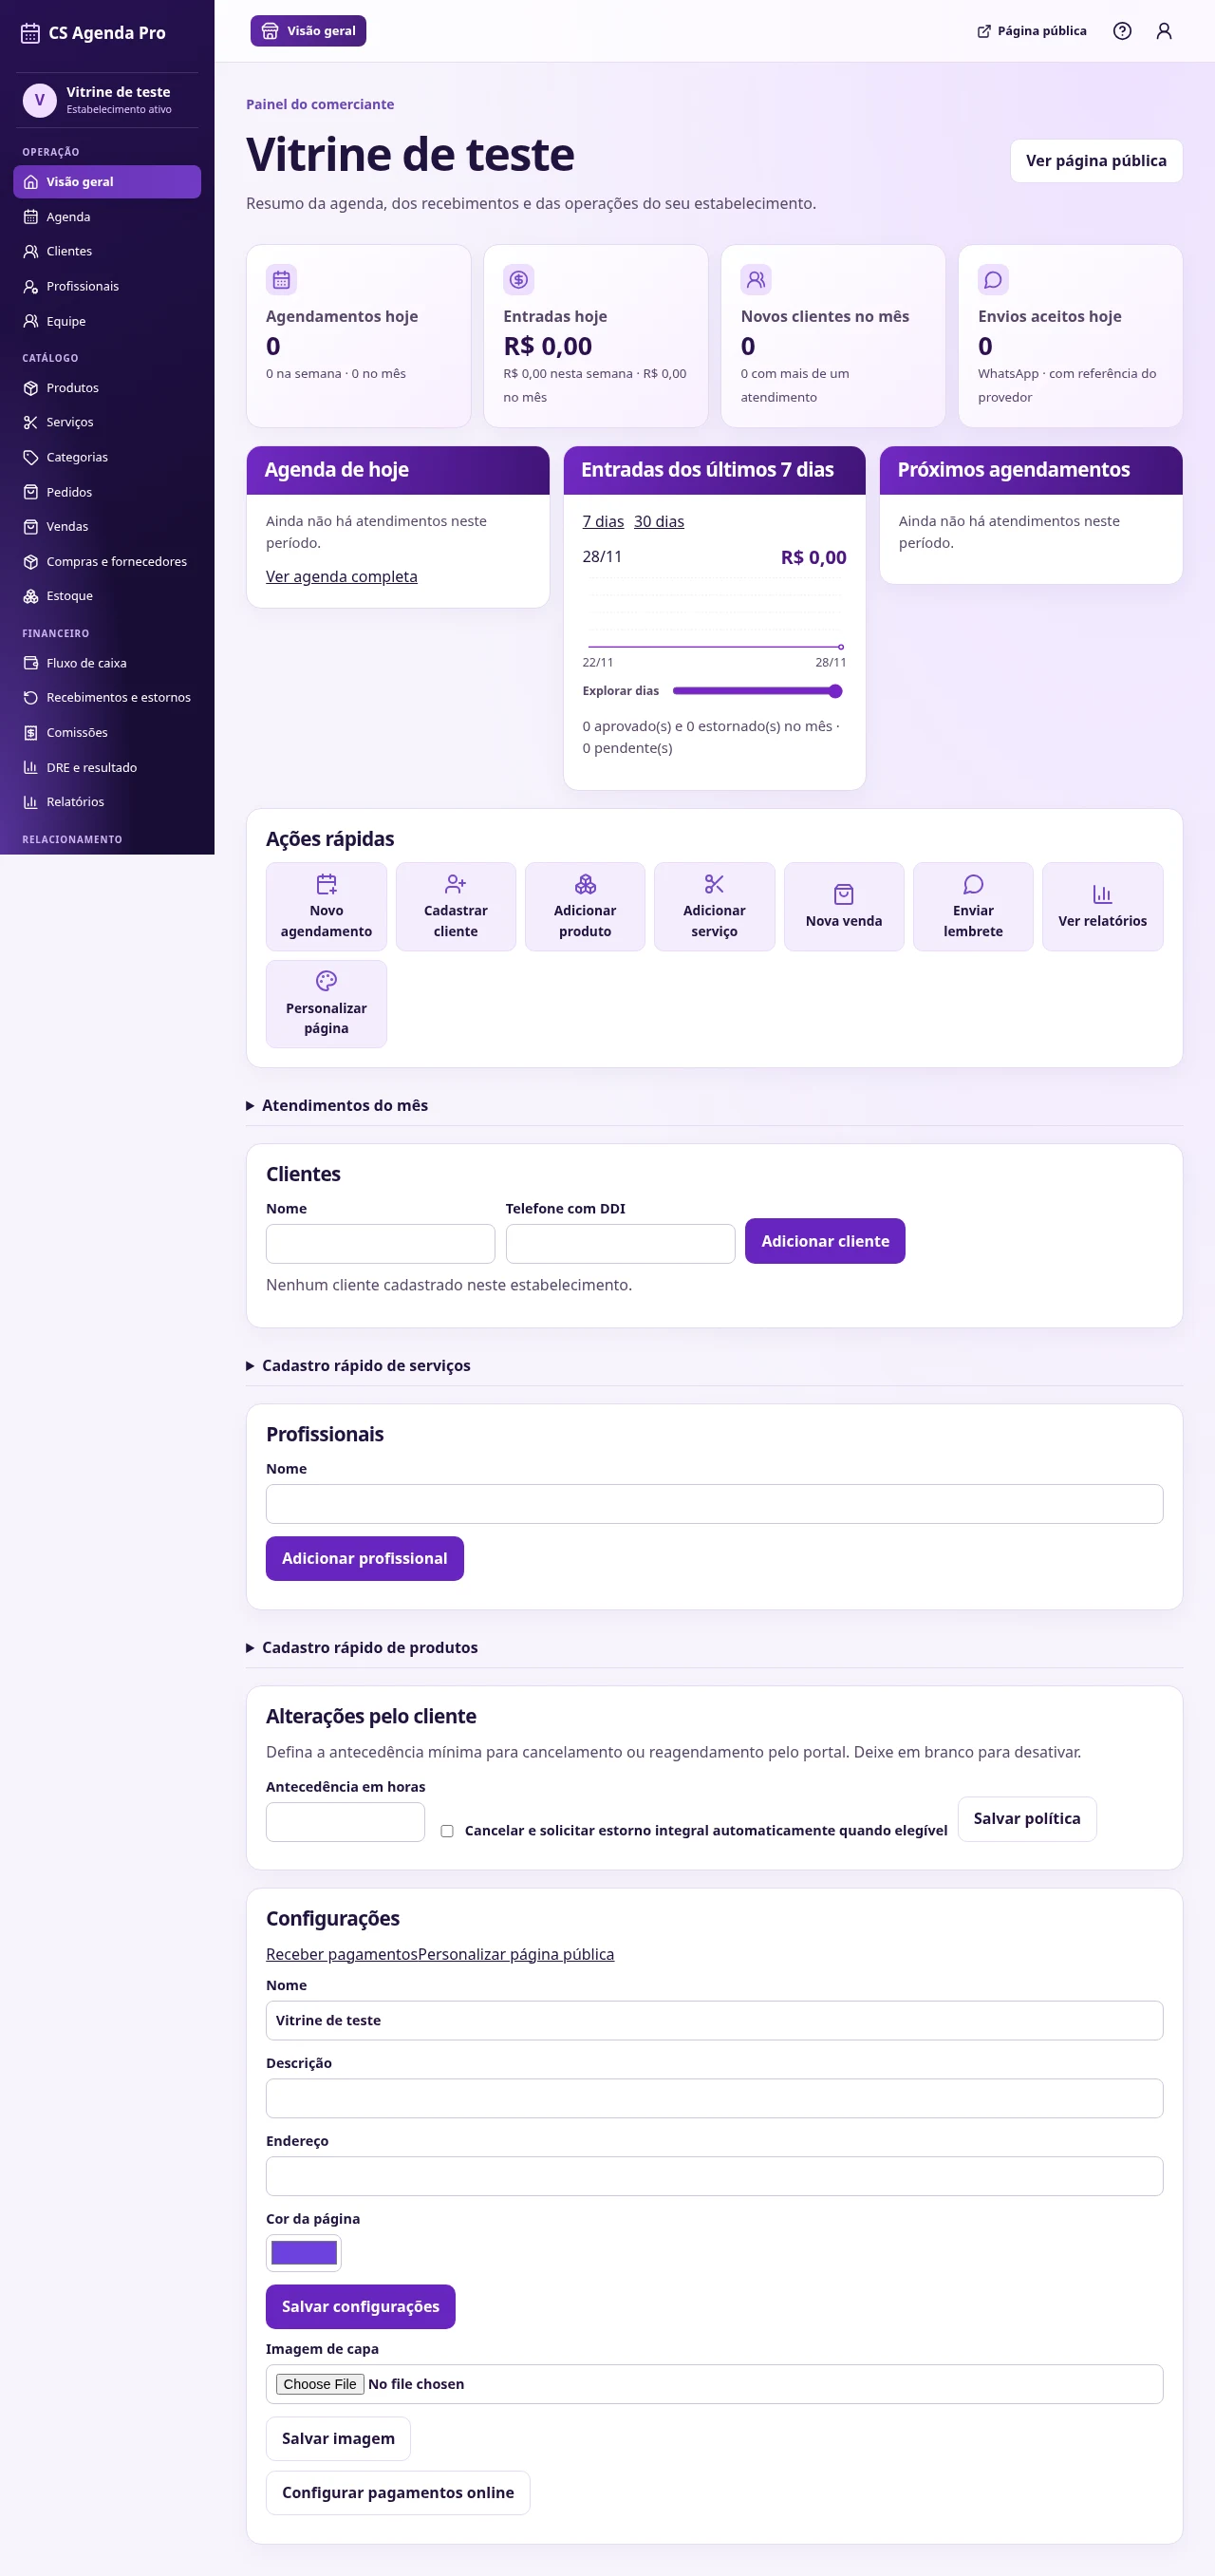 CS Agenda Pro
V
Vitrine de teste
Estabelecimento ativo
OPERAÇÃO
Visão geral
Agenda
Clientes
Profissionais
Equipe
CATÁLOGO
Produtos
Serviços
Categorias
Pedidos
Vendas
Compras e fornecedores
Estoque
FINANCEIRO
Fluxo de caixa
Recebimentos e estornos
Comissões
DRE e resultado
Relatórios
RELACIONAMENTO
Visão geral
Página pública
Painel do comerciante
Vitrine de teste
Ver página pública
Resumo da agenda, dos recebimentos e das operações do seu estabelecimento.
Agendamentos hoje
0
0 na semana · 0 no mês
Entradas hoje
R$ 0,00
R$ 0,00 nesta semana · R$ 0,00
no mês
Novos clientes no mês
0
0 com mais de um
atendimento
Envios aceitos hoje
0
WhatsApp · com referência do
provedor
Agenda de hoje
Ainda não há atendimentos neste
período.
Ver agenda completa
Entradas dos últimos 7 dias
7 dias 30 dias
28/11 R$ 0,00
22/11 28/11
Explorar dias
0 aprovado(s) e 0 estornado(s) no mês ·
0 pendente(s)
Próximos agendamentos
Ainda não há atendimentos neste
período.
Ações rápidas
Novo
agendamento
Cadastrar
cliente
Adicionar
produto
Adicionar
serviço
Nova venda
Enviar
lembrete
Ver relatórios
Personalizar
página
Atendimentos do mês
Clientes
Nome
Telefone com DDI
Adicionar cliente
Nenhum cliente cadastrado neste estabelecimento.
Cadastro rápido de serviços
Profissionais
Nome
Adicionar profissional
Cadastro rápido de produtos
Alterações pelo cliente
Defina a antecedência mínima para cancelamento ou reagendamento pelo portal. Deixe em branco para desativar.
Antecedência em horas
Cancelar e solicitar estorno integral automaticamente quando elegível
Salvar política
Configurações
Receber pagamentosPersonalizar página pública
Nome
Vitrine de teste
Descrição
Endereço
Cor da página
Salvar configurações
Imagem de capa
Choose File No file chosen
Salvar imagem
Configurar pagamentos online